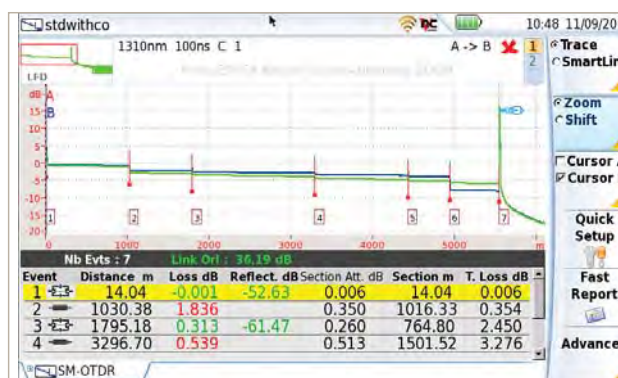 stdwithco
10:48 11/09/20
1310nm 100ns C 1
A -> B
1
2
Trace
SmartLin
LFD
dB
A
B
15
10
5
0
-5
-10
-15
-20
Zoom
Shift
Cursor
Cursor
1
2
3
4
5
6
7
0
1000
2000
3000
4000
5000
m
Quick
Setup
Nb Evts : 7
Link Orl : 36,19 dB
Event Distance m Loss dB Reflect. dB Section Att. dB Section m T. Loss dB
1 14.04 -0.001 -52.63 0.006 14.04 0.006
2 1030.38 1.836 0.350 1016.33 0.354
3 1795.18 0.313 -61.47 0.260 764.80 2.450
4 3296.70 0.539 0.513 1501.52 3.276
Fast
Report
Advance
SM-OTDR